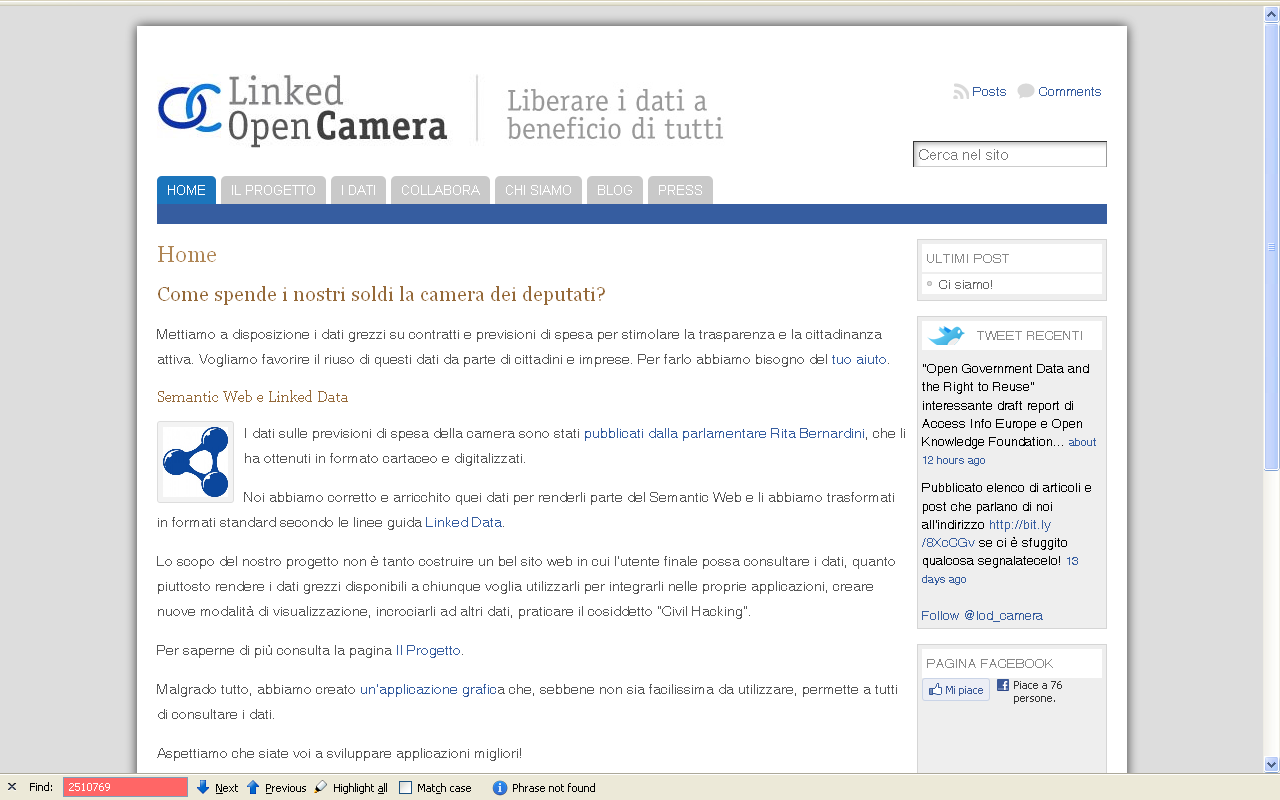 Linked
Open Camera
Liberare i dati a
beneficio di tutti
Posts Comments
Cerca nel sito
HOME IL PROGETTO I DATI COLLABORA CHI SIAMO BLOG PRESS
Home
Come spende i nostri soldi la camera dei deputati?
Mettiamo a disposizione i dati grezzi su contratti e previsioni di spesa per stimolare la trasparenza e la cittadinanza
attiva. Vogliamo favorire il riuso di questi dati da parte di cittadini e imprese. Per farlo abbiamo bisogno del tuo aiuto.
Semantic Web e Linked Data
I dati sulle previsioni di spesa della camera sono stati pubblicati dalla parlamentare Rita Bernardini, che li
ha ottenuti in formato cartaceo e digitalizzati.
Noi abbiamo corretto e arricchito quei dati per renderli parte del Semantic Web e li abbiamo trasformati
in formati standard secondo le linee guida Linked Data.
Lo scopo del nostro progetto non è tanto costruire un bel sito web in cui l'utente finale possa consultare i dati, quanto
piuttosto rendere i dati grezzi disponibili a chiunque voglia utilizzarli per integrarli nelle proprie applicazioni, creare
nuove modalità di visualizzazione, incrociarli ad altri dati, praticare il cosiddetto "Civil Hacking".
Per saperne di più consulta la pagina Il Progetto.
Malgrado tutto, abbiamo creato un'applicazione grafica che, sebbene non sia facilissima da utilizzare, permette a tutti
di consultare i dati.
Aspettiamo che siate voi a sviluppare applicazioni migliori!
ULTIMI POST
Ci siamo!
TWEET RECENTI
"Open Government Data and
the Right to Reuse"
interessante draft report di
Access Info Europe e Open
Knowledge Foundation... about
12 hours ago
Pubblicato elenco di articoli e
post che parlano di noi
all'indirizzo http://bit.ly
/8XcCGv se ci è sfuggito
qualcosa segnalatecelo! 13
days ago
Follow @lod_camera
PAGINA FACEBOOK
Mi piace Piace a 76
persone.
Find: 2510769 Next Previous Highlight all Match case Phrase not found